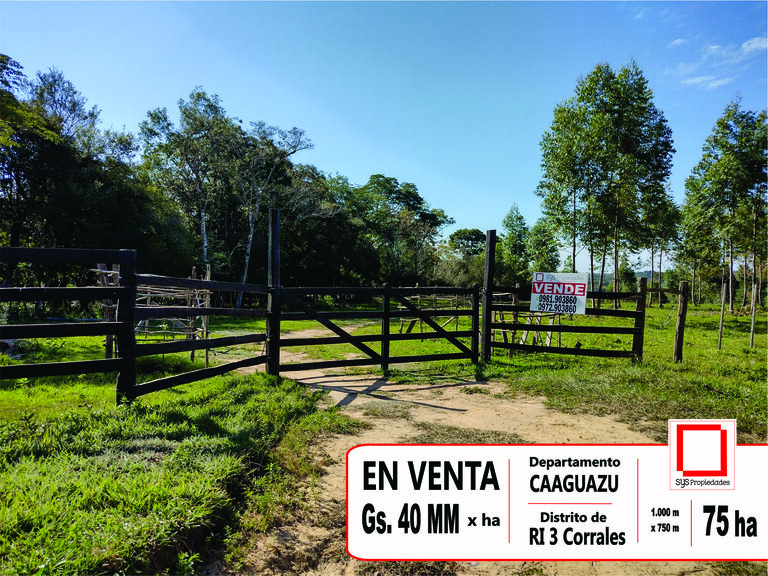 VENDE
0981.903860
0972.903860
EN VENTA
Gs. 40 MM x ha
Departamento
CAAGUAZU
Distrito de
RI 3 Corrales
1.000 m
x 750 m
75 ha
SYS Propiedades